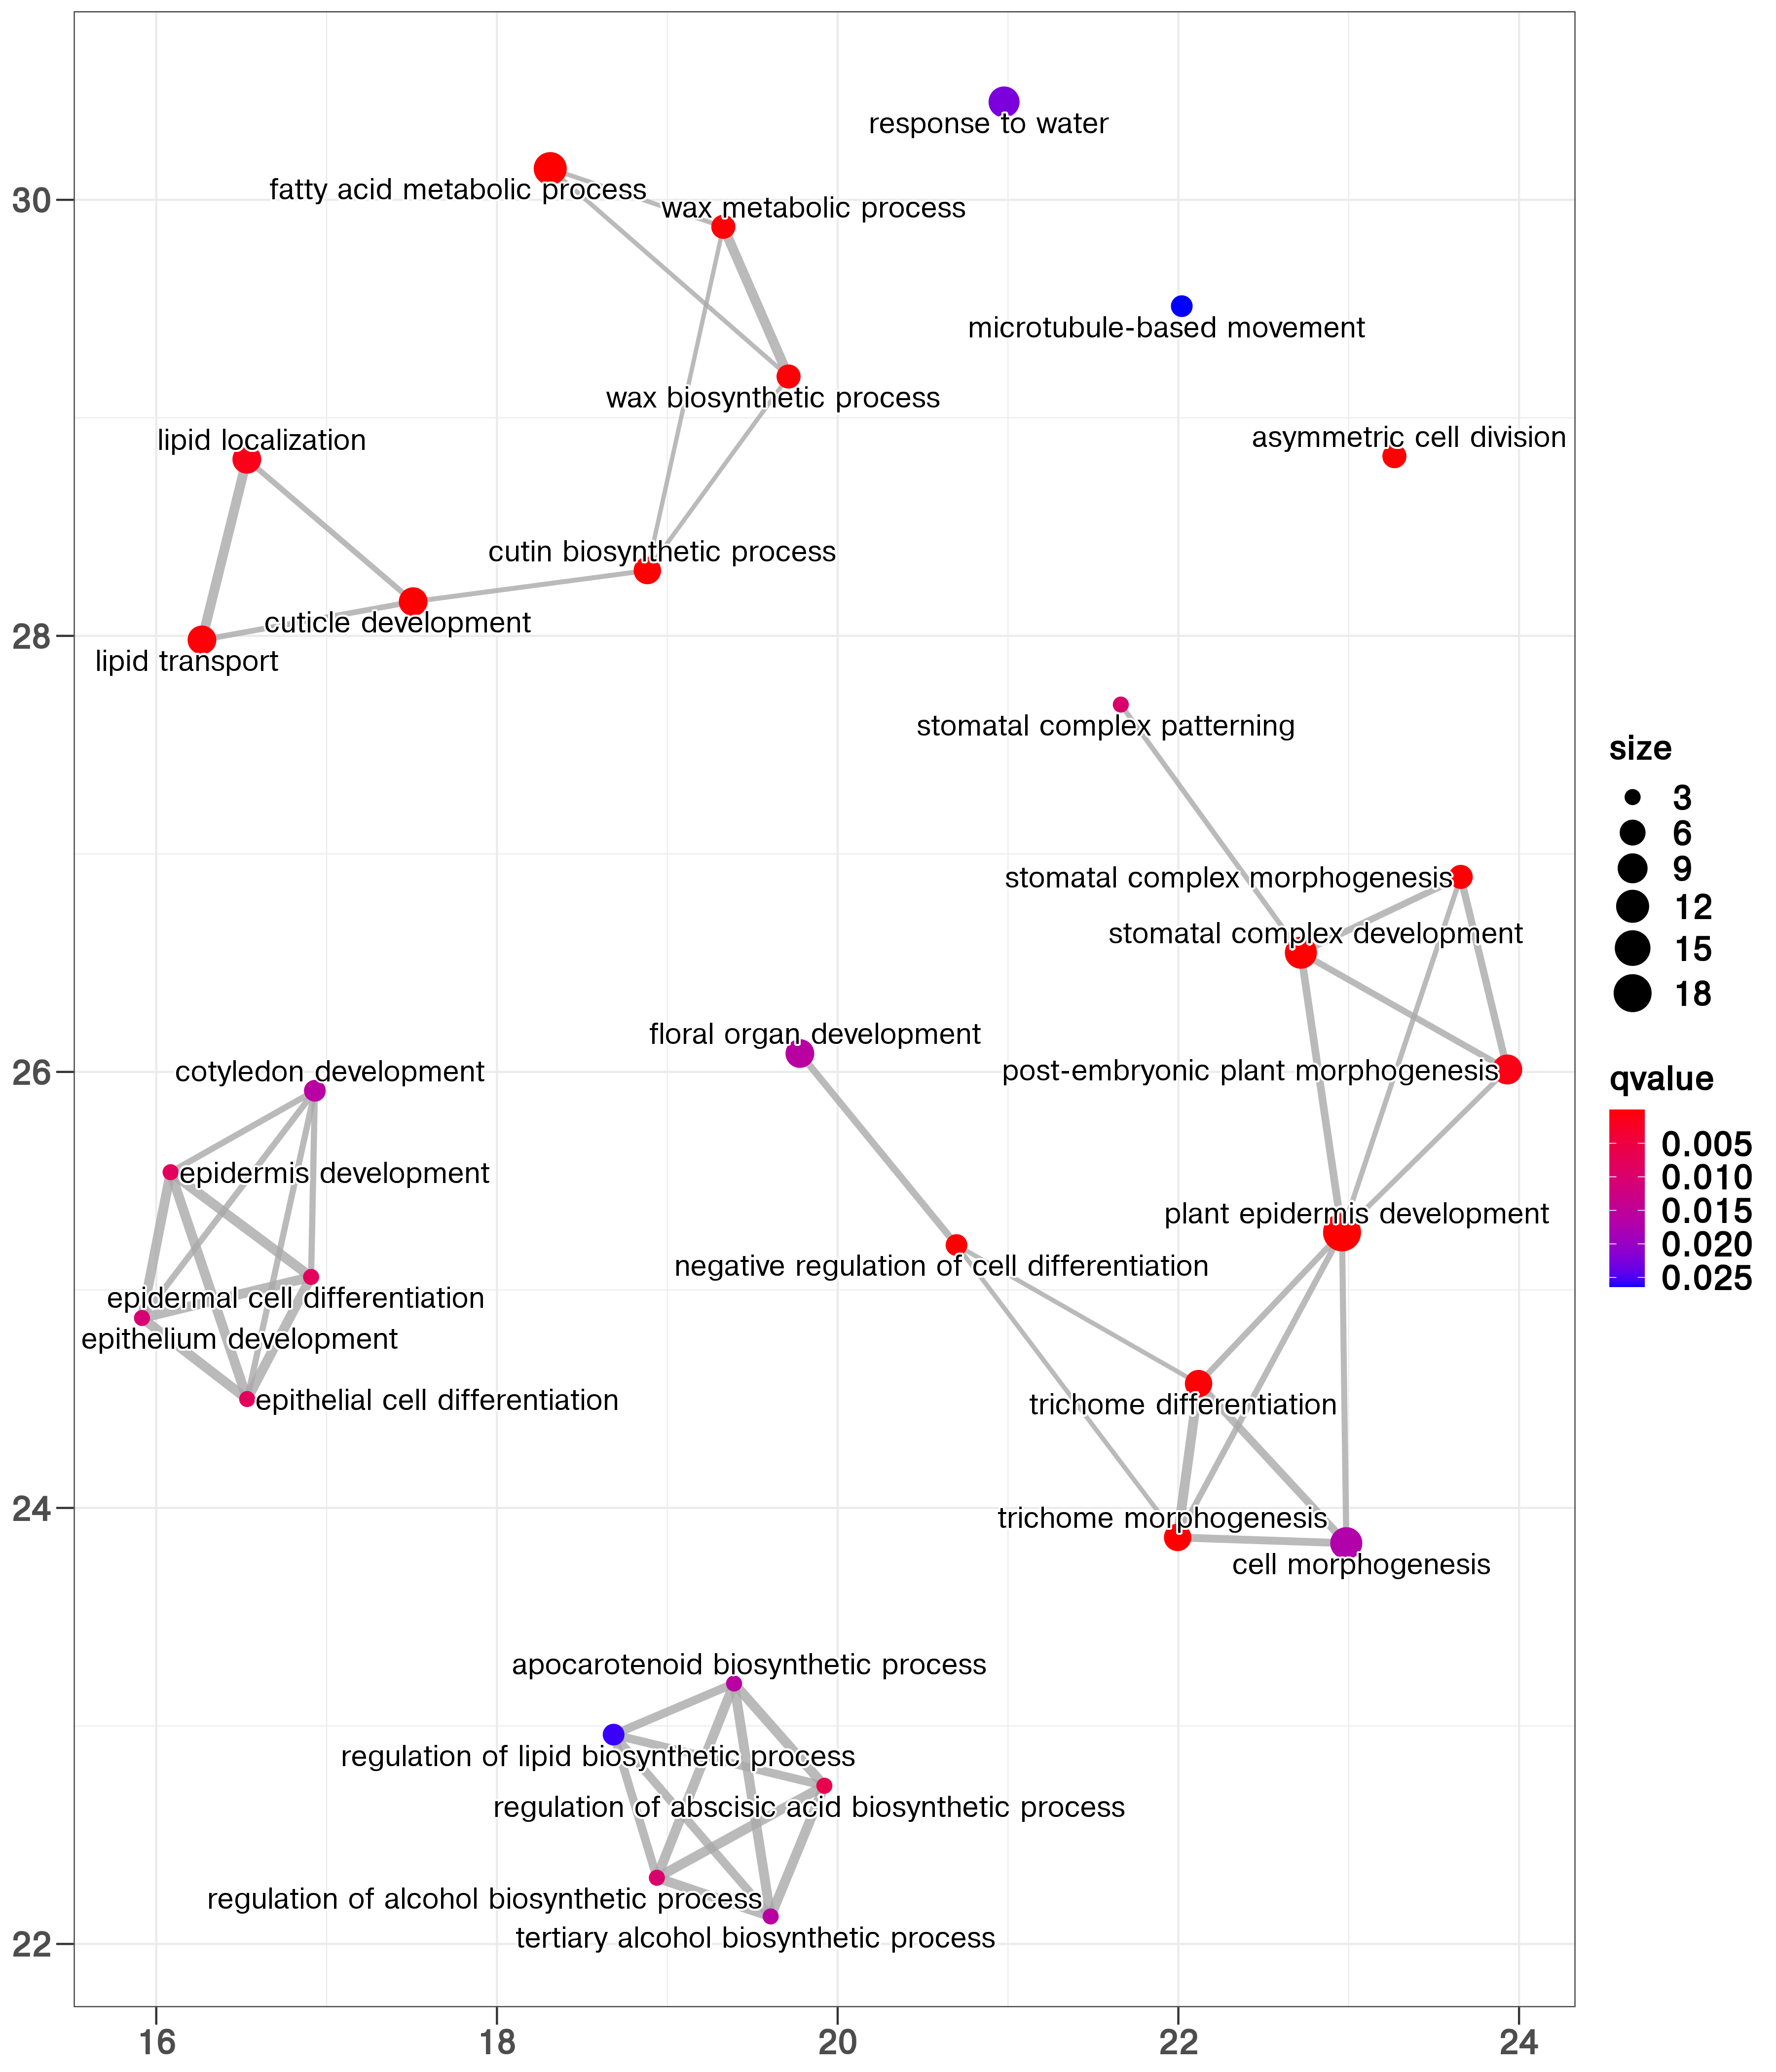 response to water
fatty acid metabolic process
wax metabolic process
microtubule-based movement
wax biosynthetic process
asymmetric cell division
lipid localization
cutin biosynthetic process
cuticle development
lipid transport
stomatal complex patterning
stomatal complex morphogenesis
stomatal complex development
floral organ development
post-embryonic plant morphogenesis
cotyledon development
epidermis development
plant epidermis development
negative regulation of cell differentiation
epidermal cell differentiation
epithelium development
epithelial cell differentiation
trichome differentiation
trichome morphogenesis
cell morphogenesis
apocarotenoid biosynthetic process
regulation of lipid biosynthetic process
regulation of abscisic acid biosynthetic process
regulation of alcohol biosynthetic process
tertiary alcohol biosynthetic process
30
28
26
24
22
16
18
20
22
24
size
3
6
9
12
15
18
qvalue
0.005
0.010
0.015
0.020
0.025